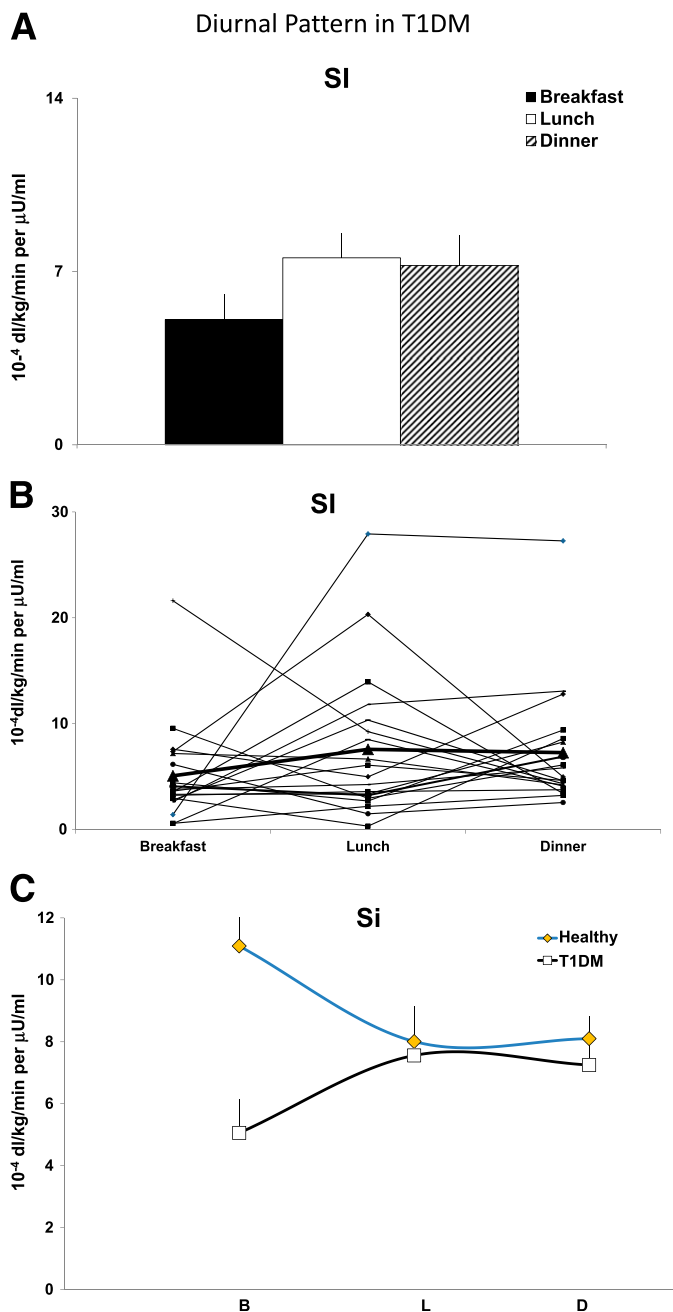 A
Diurnal Pattern in T1DM
SI
14
7
0
10-⁴ dl/kg/min per μU/ml
Breakfast
Lunch
Dinner
B
SI
30
20
10
0
10-⁴dl/kg/min per μU/ml
Breakfast Lunch Dinner
C
Si
12
10
8
6
4
2
0
10-⁴ dl/kg/min per μU/ml
Healthy
T1DM
B L D